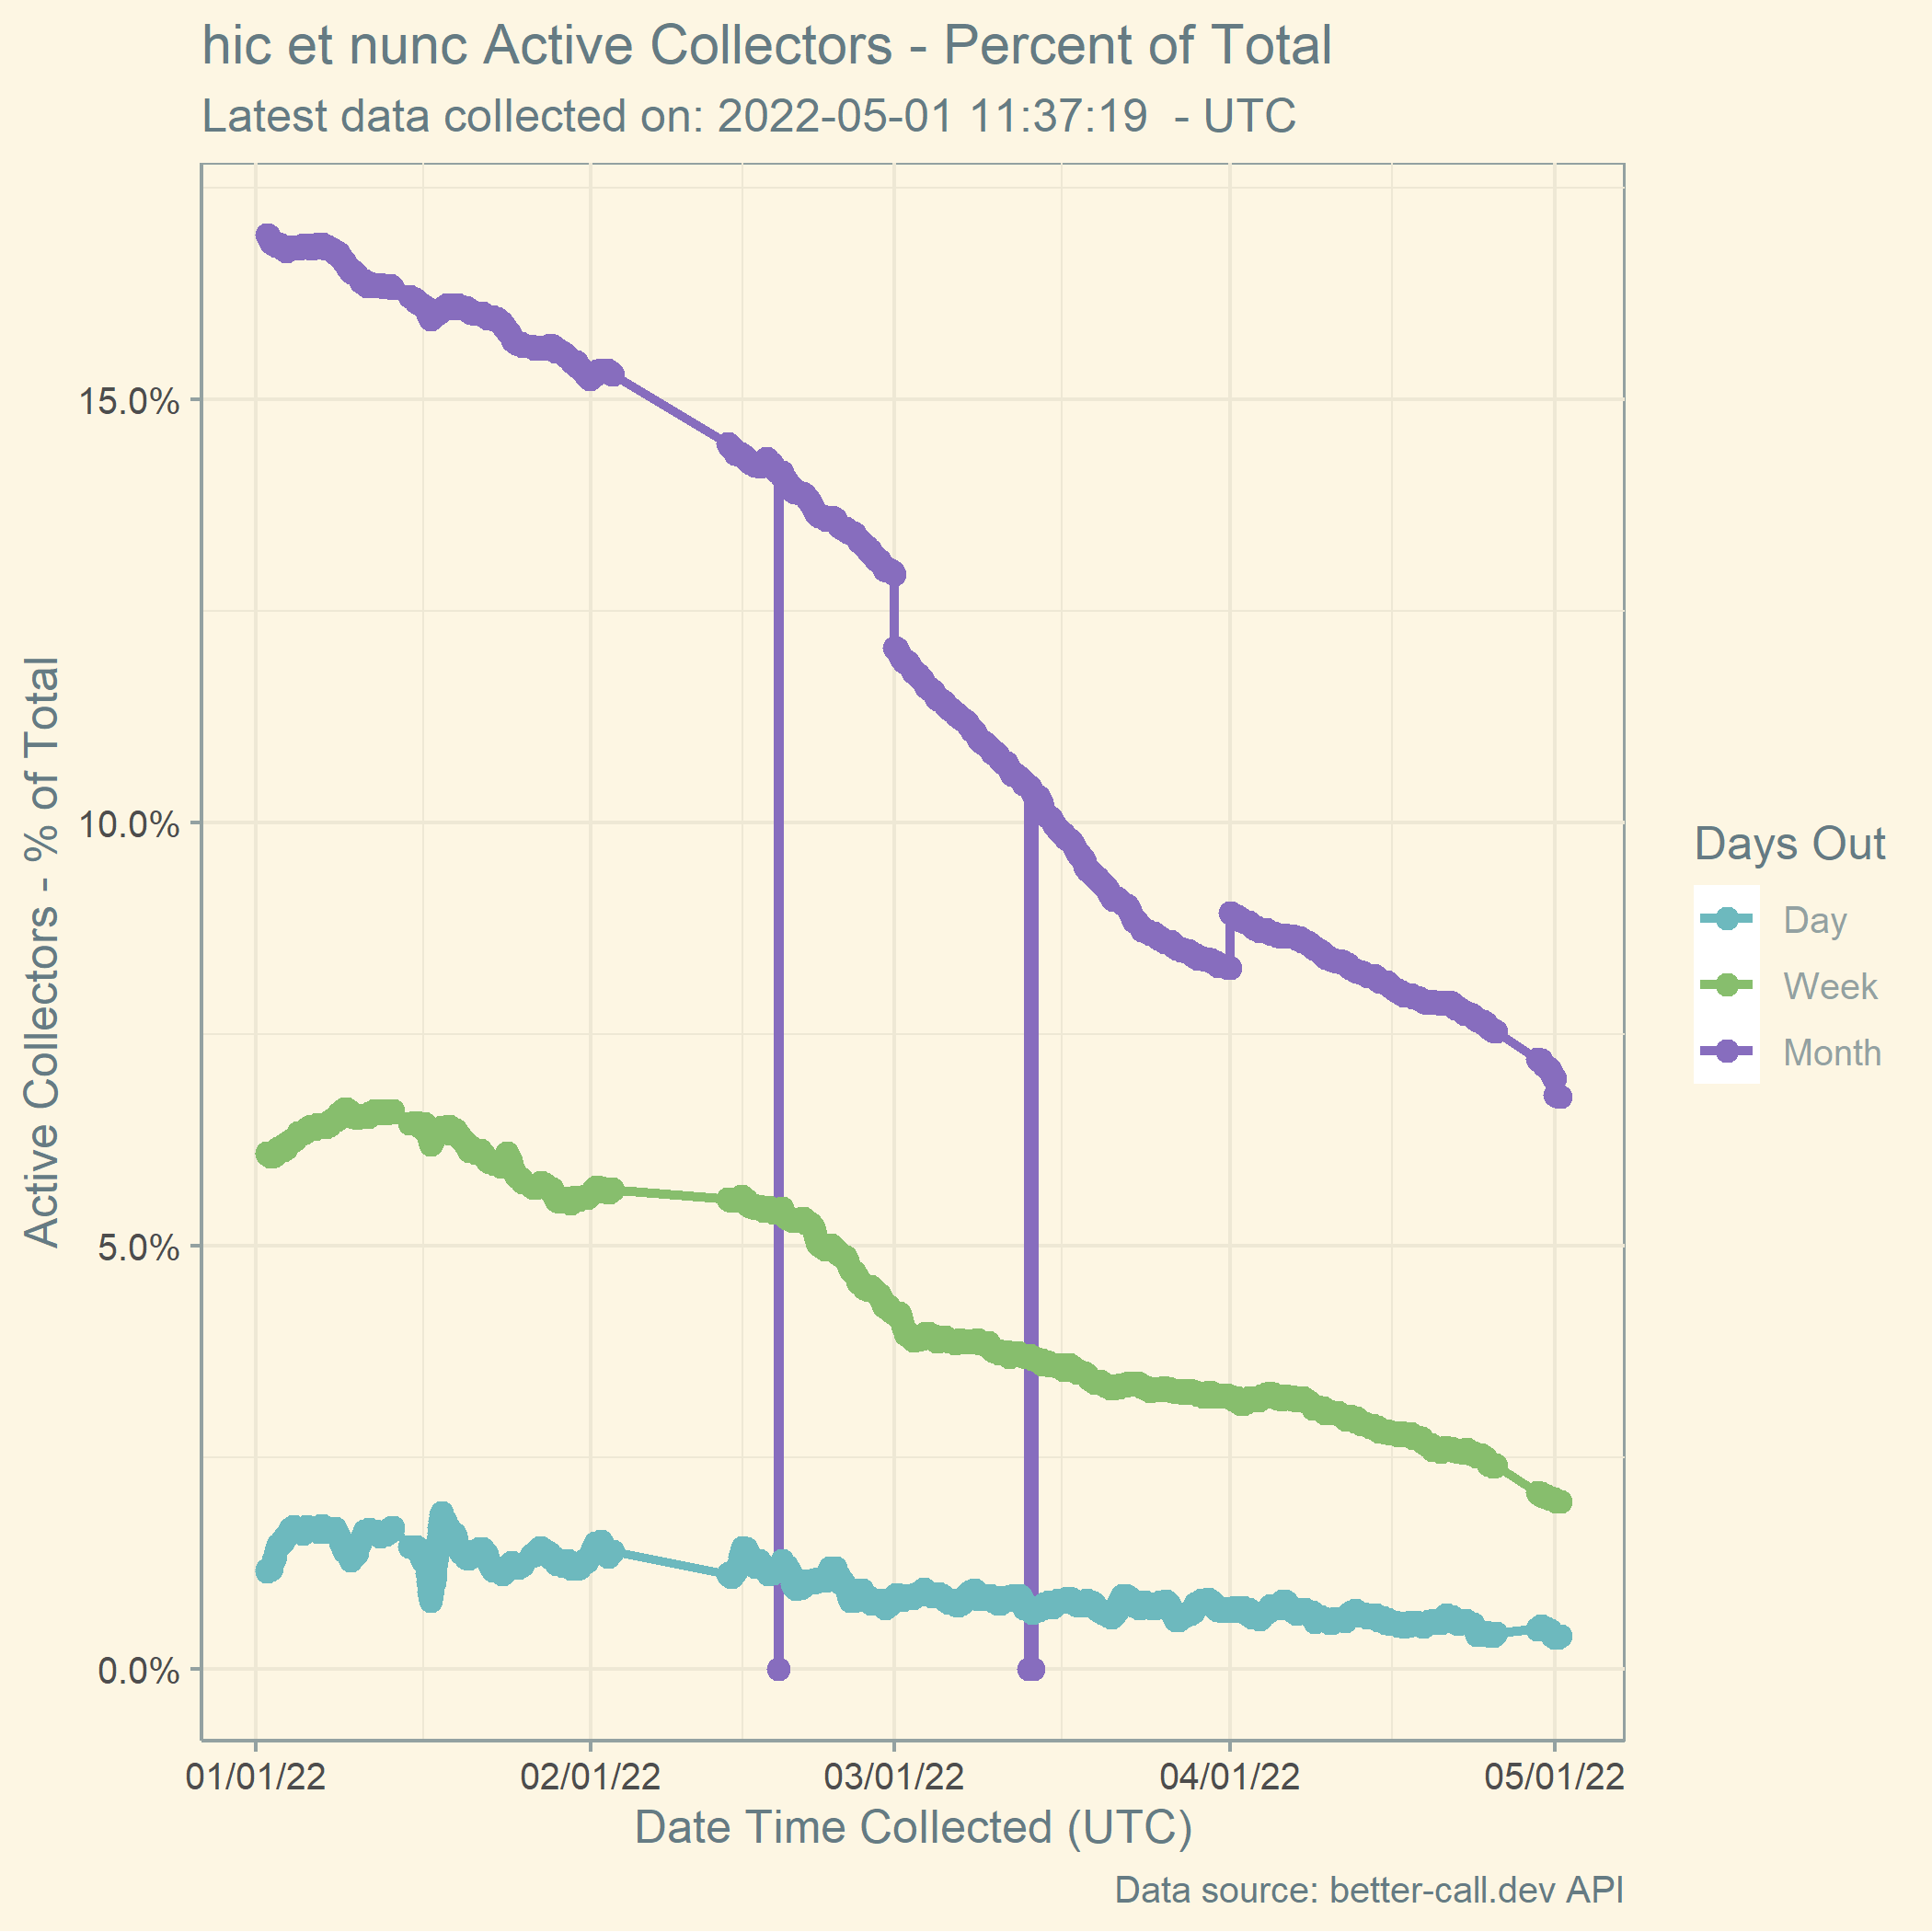 hic et nunc Active Collectors - Percent of Total
Latest data collected on: 2022-05-01 11:37:19  - UTC
Active Collectors - % of Total
15.0%
10.0%
5.0%
0.0%
01/01/22 02/01/22 03/01/22 04/01/22 05/01/22
Date Time Collected (UTC)
Days Out
Day
Week
Month
Data source: better-call.dev API